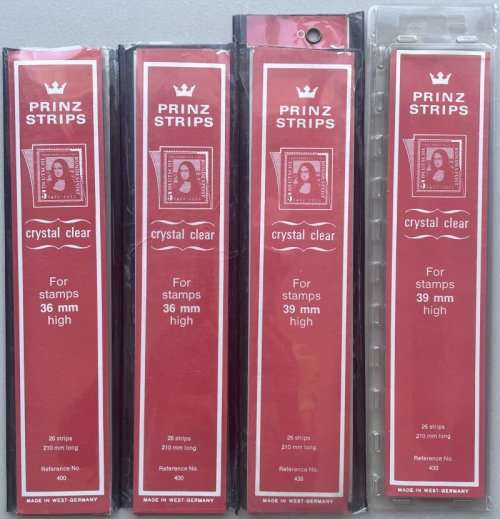 PRINZ
STRIPS
crystal clear
For
stamps
36 mm
high
26 strips
210 mm long
Reference No.
400
MADE IN WEST-GERMANY
PRINZ
STRIPS
crystal clear
For
stamps
36 mm
high
26 strips
210 mm long
Reference No.
400
MADE IN WEST-GERMANY
PRINZ
STRIPS
crystal clear
For
stamps
39 mm
high
26 strips
210 mm long
Reference No.
430
MADE IN WEST-GERMANY
PRINZ
STRIPS
crystal clear
For
stamps
39 mm
high
26 strips
210 mm long
Reference No.
430
MADE IN WEST-GERMANY